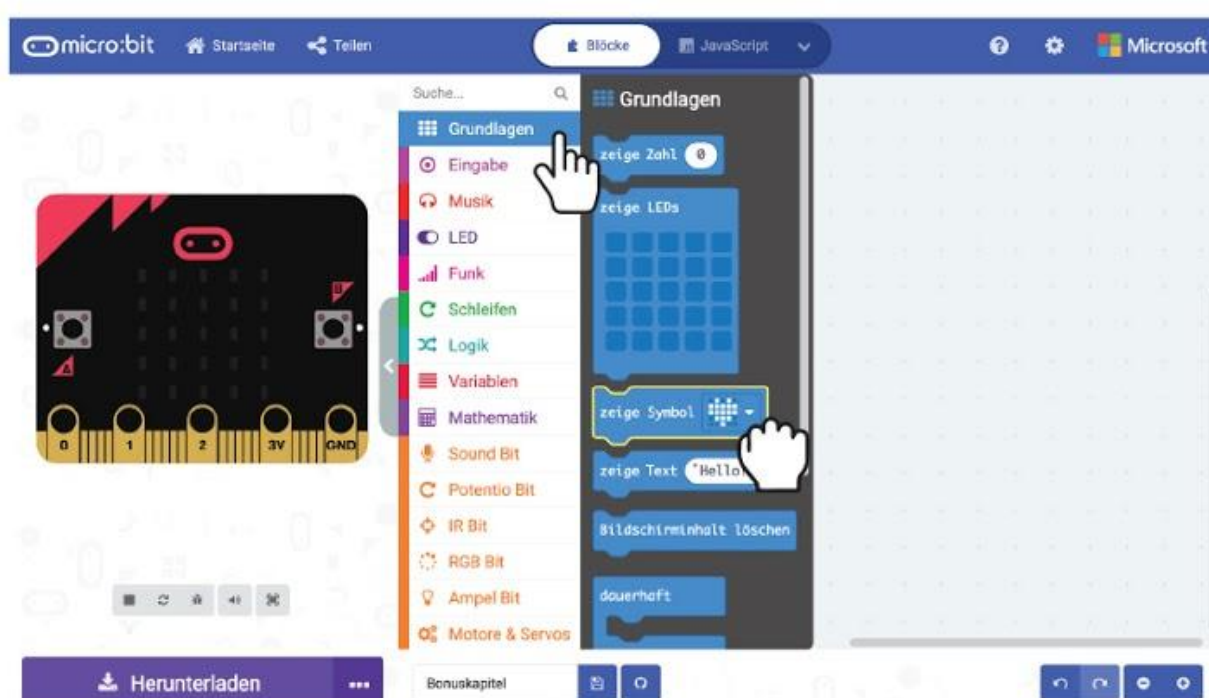 micro:bit Startseite Teilen Blöcke JavaScript Microsoft
Suche...
Grundlagen
Eingabe
Musik
LED
Funk
Schleifen
Logik
Variablen
Mathematik
Sound Bit
Potentio Bit
IR Bit
RGB Bit
Ampel Bit
Motore & Servos
Grundlagen
zeige Zahl 0
zeige LEDs
zeige Symbol
zeige Text "Hello
Bildschirminhalt löschen
dauerhaft
B
A
0 1 2 3V GND
Herunterladen
Bonuskapitel